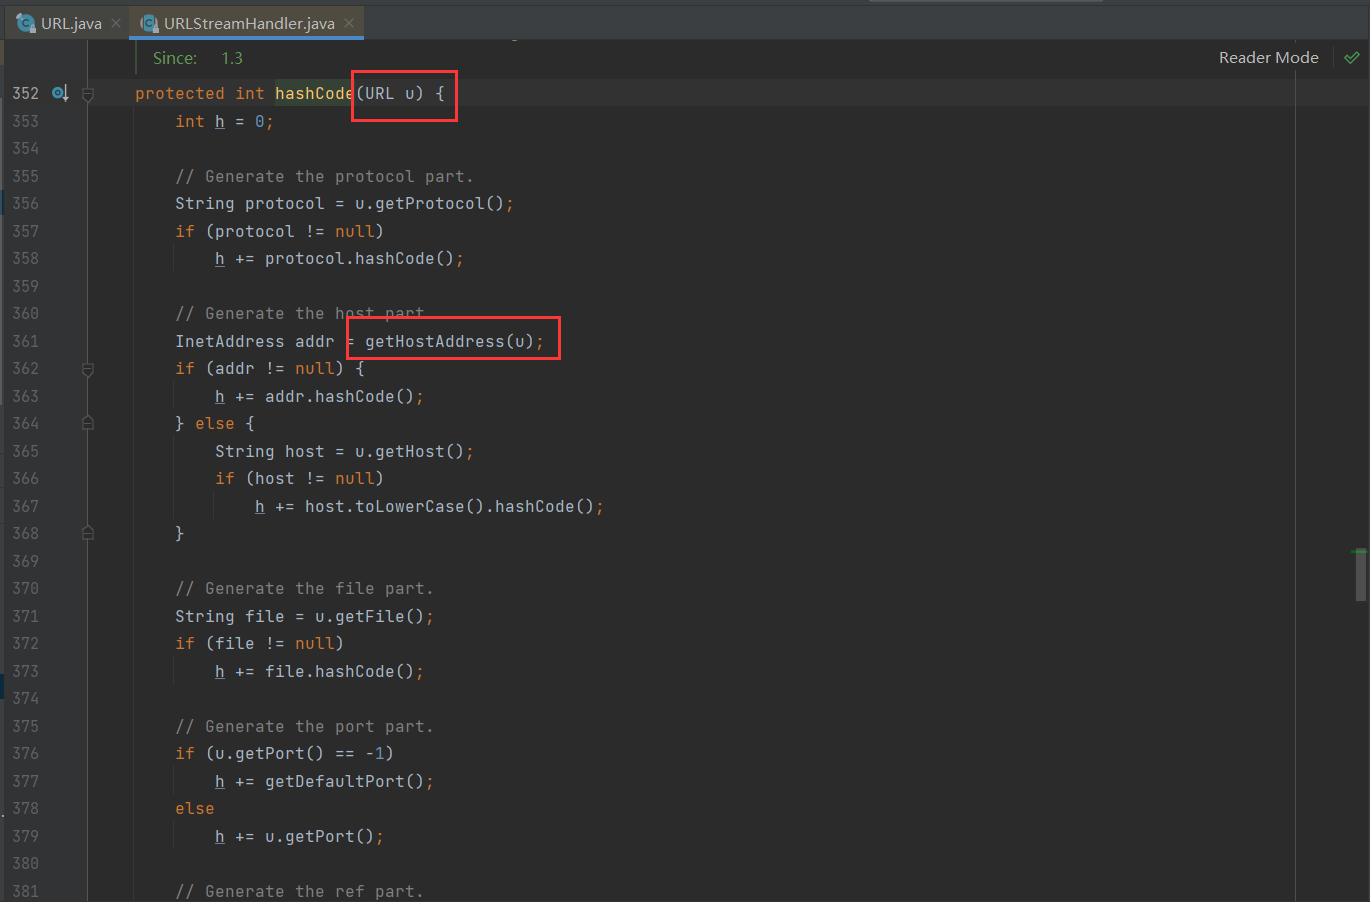 URL.java
URLStreamHandler.java
Since: 1.3
Reader Mode
352 protected int hashCode(URL u) {
353 int h = 0;
354
355 // Generate the protocol part.
356 String protocol = u.getProtocol();
357 if (protocol != null)
358 h += protocol.hashCode();
359
360 // Generate the host part.
361 InetAddress addr = getHostAddress(u);
362 if (addr != null) {
363 h += addr.hashCode();
364 } else {
365 String host = u.getHost();
366 if (host != null)
367 h += host.toLowerCase().hashCode();
368 }
369
370 // Generate the file part.
371 String file = u.getFile();
372 if (file != null)
373 h += file.hashCode();
374
375 // Generate the port part.
376 if (u.getPort() == -1)
377 h += getDefaultPort();
378 else
379 h += u.getPort();
380
381 // Generate the ref part.